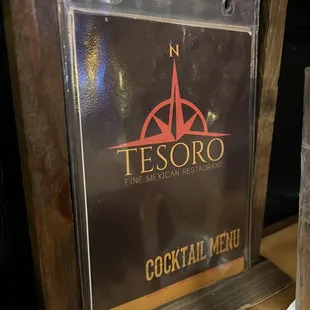 N
TESORO
FINE MEXICAN RESTAURANT
COCKTAIL MENU